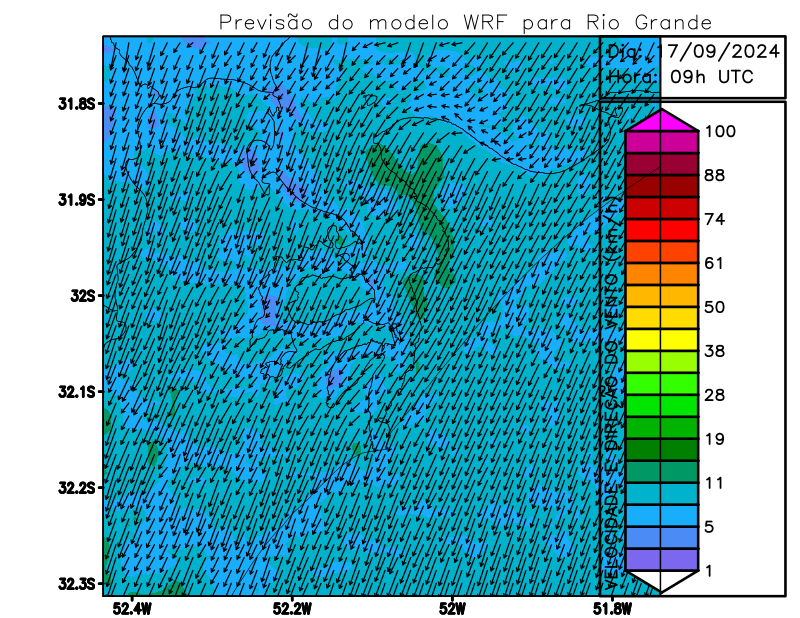 Previsão do modelo WRF para Rio Grande
Dia: 17/09/2024
Hora: 09h UTC
31.8S
31.9S
32S
32.1S
32.2S
32.3S
52.4W
52.2W
52W
51.8W
VELOCIDADE E DIREÇÃO DO VENTO (km/h)
100
88
74
61
50
38
28
19
11
5
1